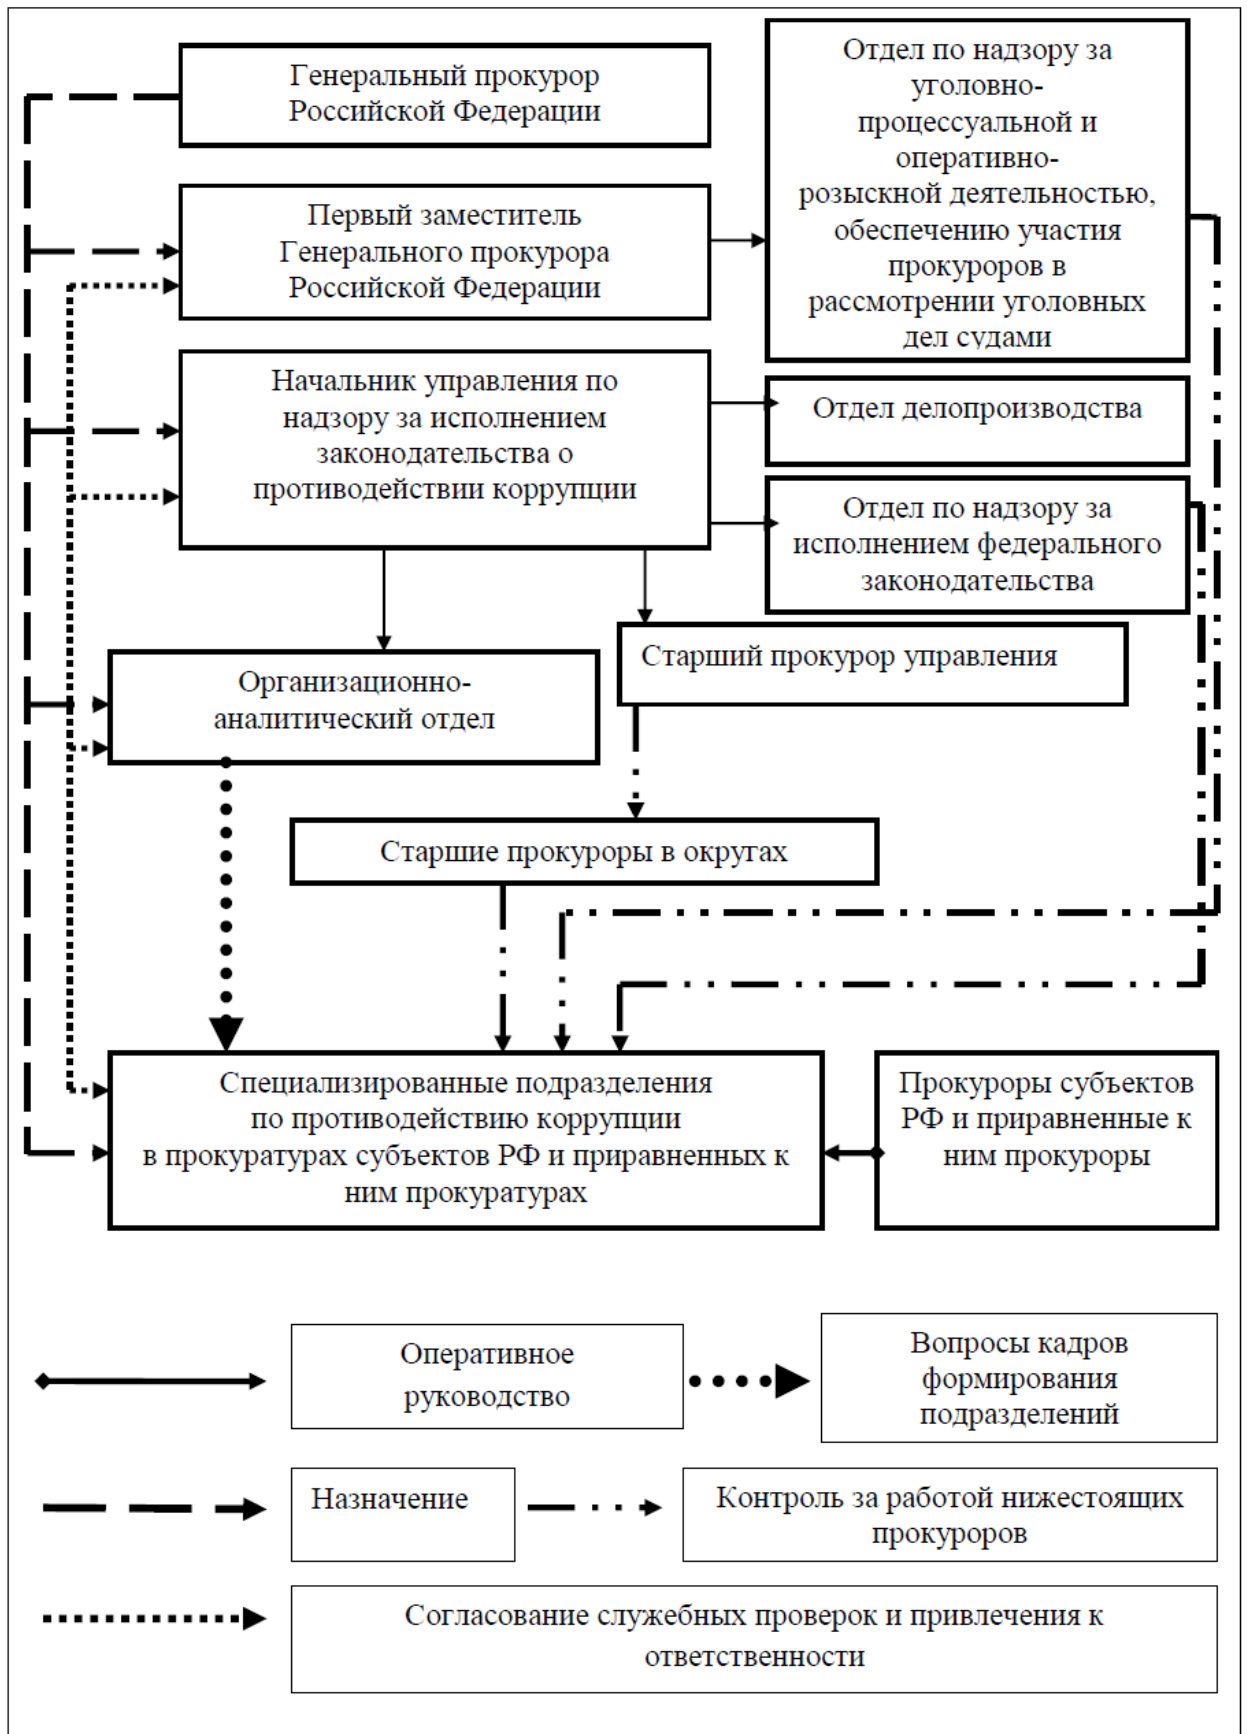 Генеральный прокурор
Российской Федерации
Отдел по надзору за
уголовно-
процессуальной и
оперативно-
розыскной деятельностью,
обеспечению участия
прокуроров в
рассмотрении уголовных
дел судами
Первый заместитель
Генерального прокурора
Российской Федерации
Начальник управления по
надзору за исполнением
законодательства о
противодействии коррупции
Отдел делопроизводства
Отдел по надзору за
исполнением федерального
законодательства
Старший прокурор управления
Организационно-
аналитический отдел
Старшие прокуроры в округах
Специализированные подразделения
по противодействию коррупции
в прокуратурах субъектов РФ и приравненных к
ним прокуратурах
Прокуроры субъектов
РФ и приравненные к
ним прокуроры
Оперативное
руководство
Вопросы кадров
формирования
подразделений
Назначение
Контроль за работой нижестоящих
прокуроров
Согласование служебных проверок и привлечения к
ответственности